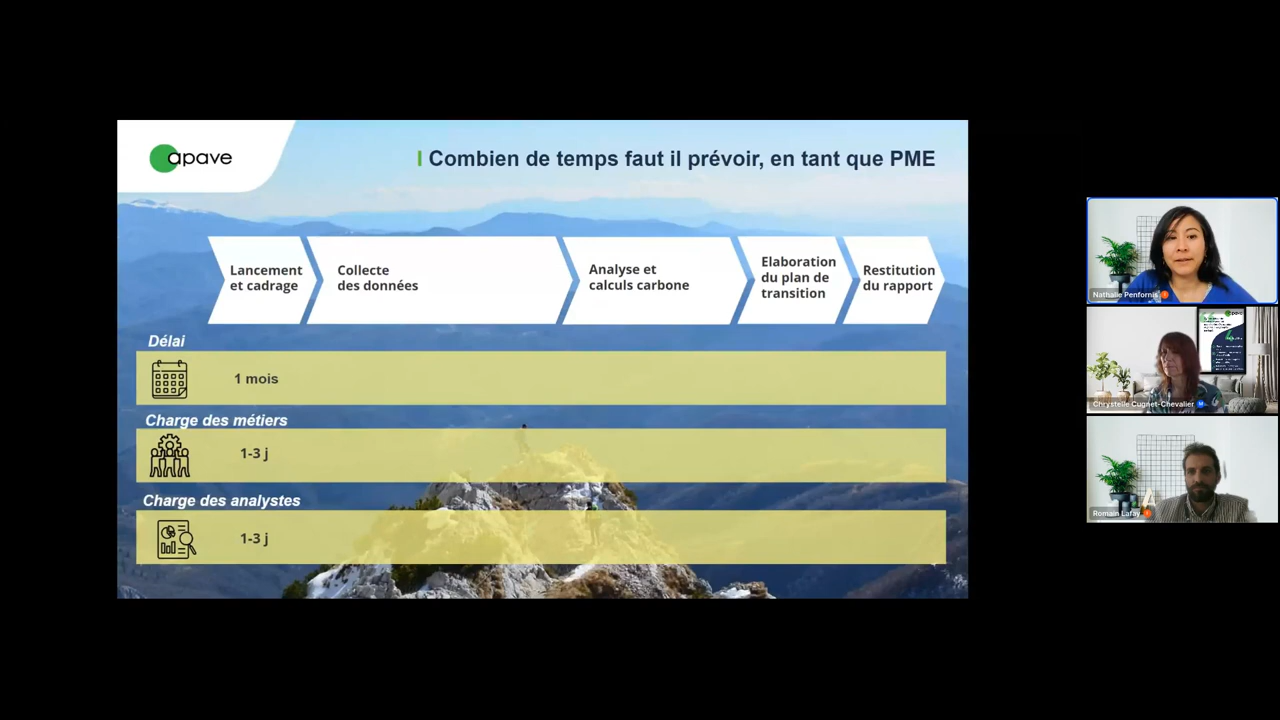 apave
Combien de temps faut il prévoir, en tant que PME
Lancement
et cadrage
Collecte
des données
Analyse et
calculs carbone
Elaboration
du plan de
transition
Restitution
du rapport
Délai
1 mois
Charge des métiers
1-3 j
Charge des analystes
1-3 j
Nathalie Penfornis
apave
Chrystelle Cugnet-Chevalier
Romain Lafay